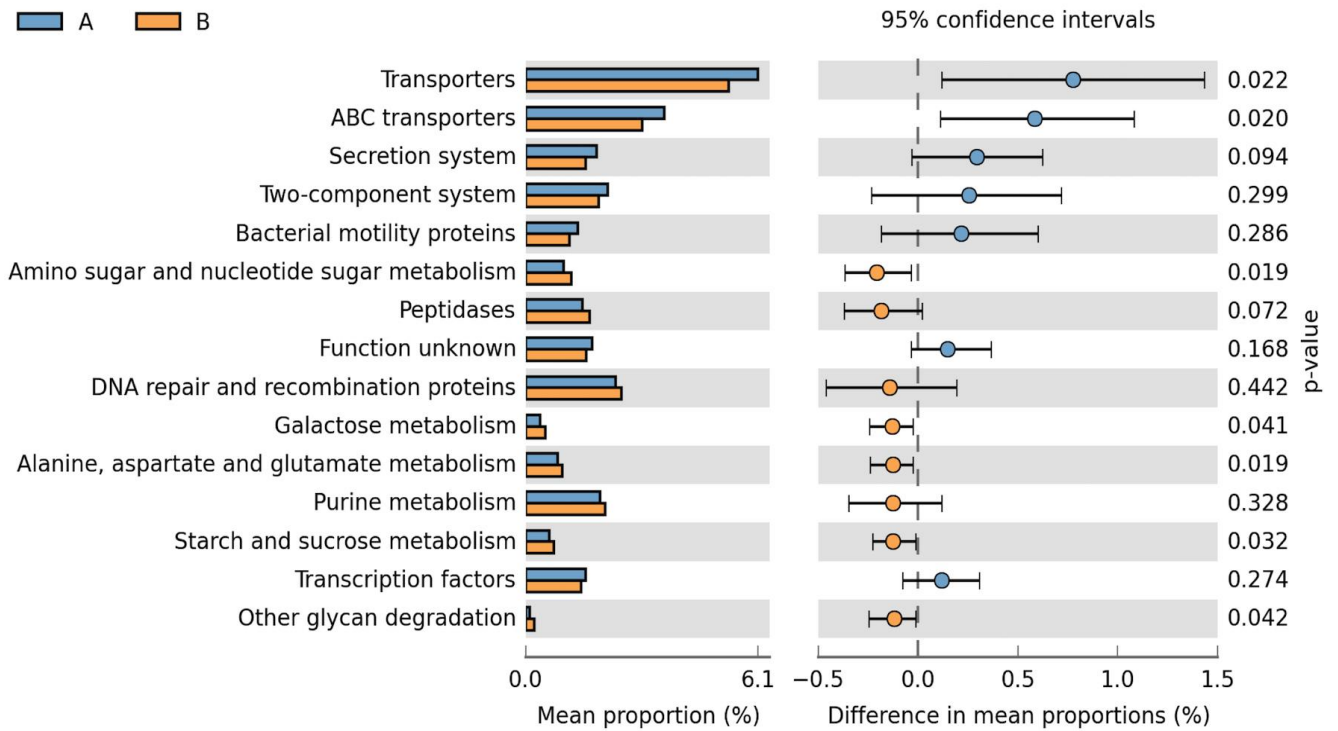 A B
95% confidence intervals
Transporters 0.022
ABC transporters 0.020
Secretion system 0.094
Two-component system 0.299
Bacterial motility proteins 0.286
Amino sugar and nucleotide sugar metabolism 0.019
Peptidases 0.072
Function unknown 0.168
DNA repair and recombination proteins 0.442
Galactose metabolism 0.041
Alanine, aspartate and glutamate metabolism 0.019
Purine metabolism 0.328
Starch and sucrose metabolism 0.032
Transcription factors 0.274
Other glycan degradation 0.042
p-value
0.0 6.1 −0.5 0.0 0.5 1.0 1.5
Mean proportion (%) Difference in mean proportions (%)